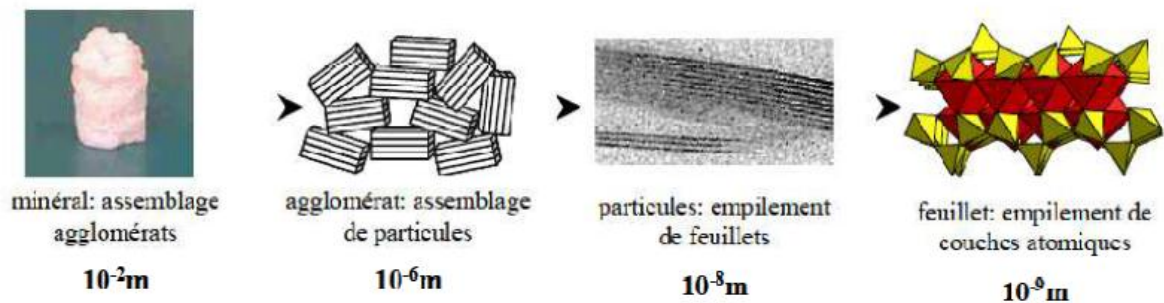 minéral: assemblage
agglomérats
10⁻²m
agglomérat: assemblage
de particules
10⁻⁶m
particules: empilement
de feuillets
10⁻⁸m
feuillet: empilement de
couches atomiques
10⁻⁹m